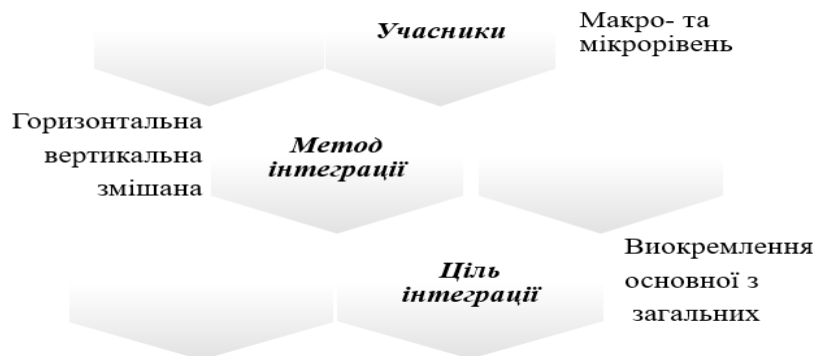 Учасники
Макро- та
мікрорівень
Горизонтальна
вертикальна
змішана
Метод
інтеграції
Ціль
інтеграції
Виокремлення
основної з
загальних